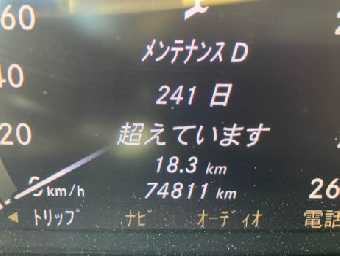 60
メンテナンス D
40
241 日
20
超えています
18.3 km
km/h
74811 km
26
◀ トリップ ナビ オーディオ 電話